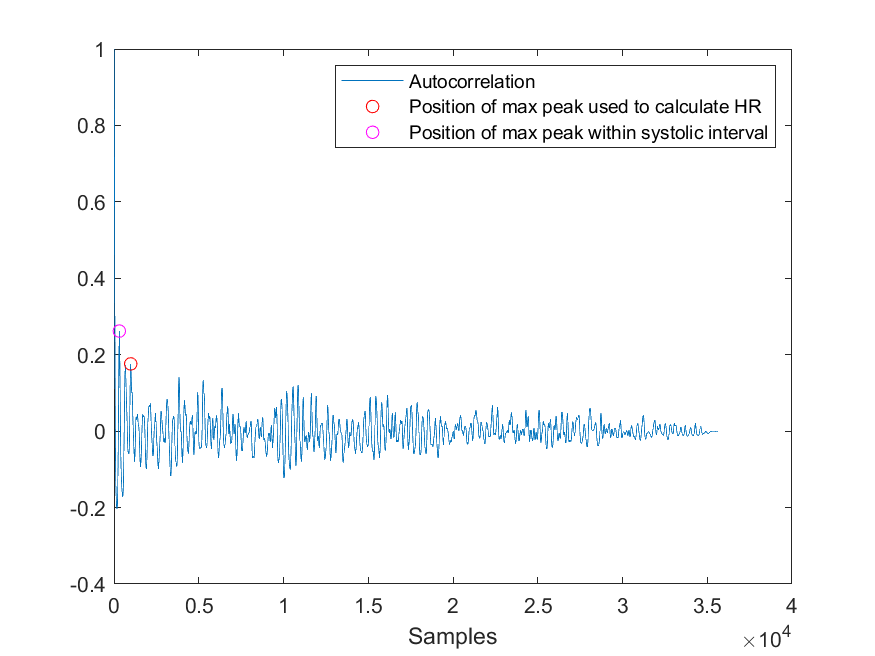 1
0.8
0.6
0.4
0.2
0
-0.2
-0.4
Autocorrelation
Position of max peak used to calculate HR
Position of max peak within systolic interval
0 0.5 1 1.5 2 2.5 3 3.5 4
Samples
×10⁴